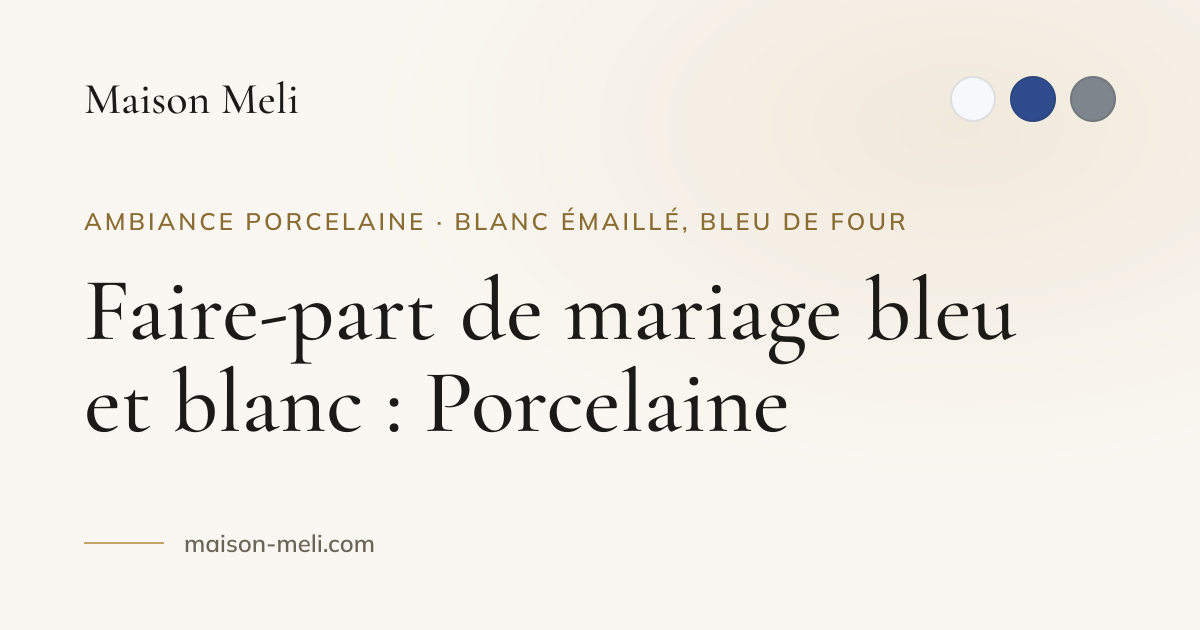 Maison Meli
AMBIANCE PORCELAINE · BLANC ÉMAILLÉ, BLEU DE FOUR
Faire-part de mariage bleu
et blanc : Porcelaine
maison-meli.com